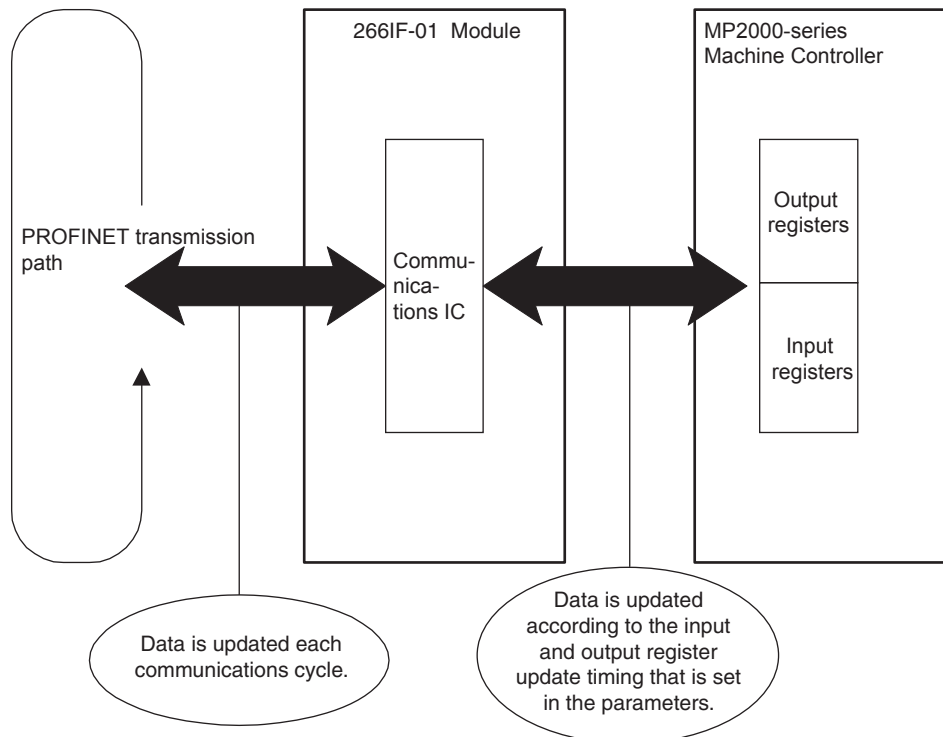 266IF-01 Module
MP2000-series
Machine Controller
PROFINET transmission
path
Commu-
nica-
tions IC
Output
registers
Input
registers
Data is updated each
communications cycle.
Data is updated
according to the input
and output register
update timing that is set
in the parameters.